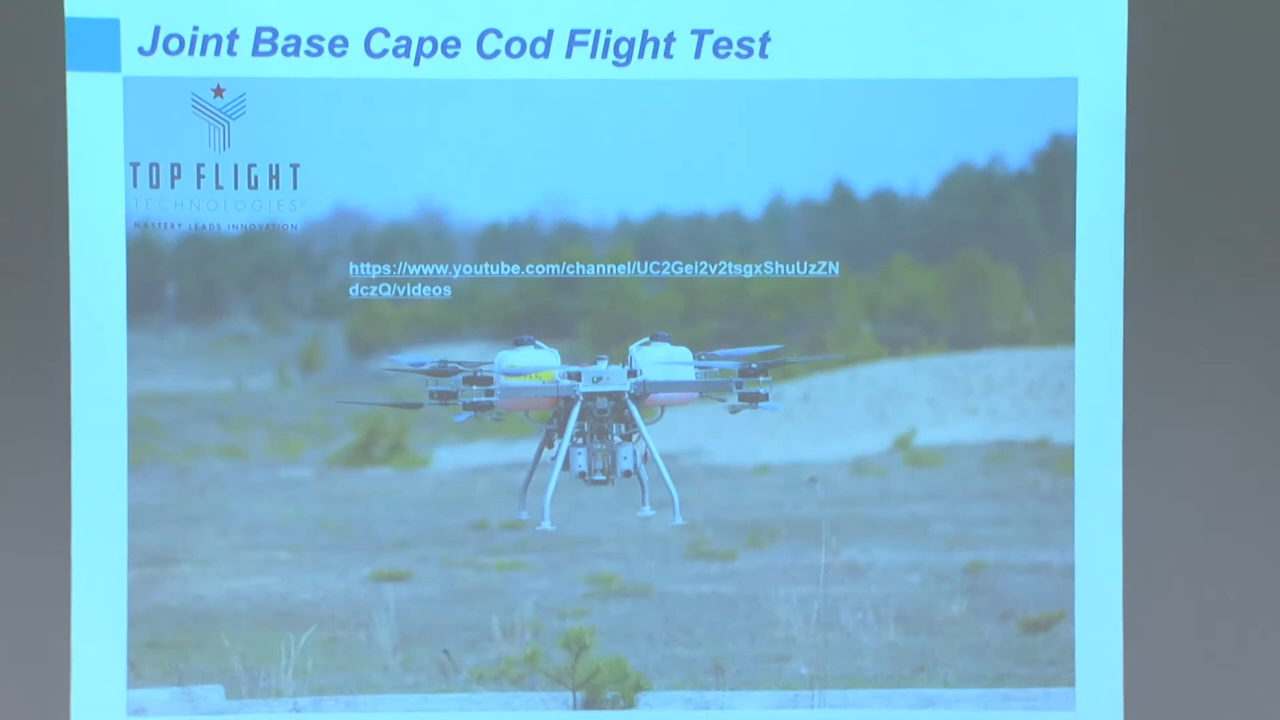 Joint Base Cape Cod Flight Test
TOP FLIGHT
TECHNOLOGIES®
MASTERY LEADS INNOVATION
https://www.youtube.com/channel/UC2Gel2v2tsgxShuUzZN
dczQ/videos